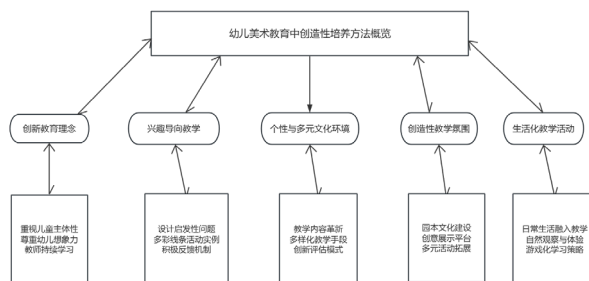 幼儿美术教育中创造性培养方法概览
创新教育理念
兴趣导向教学
个性与多元文化环境
创造性教学氛围
生活化教学活动
重视儿童主体性
尊重幼儿想象力
教师持续学习
设计启发性问题
多彩线条活动实例
积极反馈机制
教学内容革新
多样化教学手段
创新评估模式
园本文化建设
创意展示平台
多元活动拓展
日常生活融入教学
自然观察与体验
游戏化学习策略